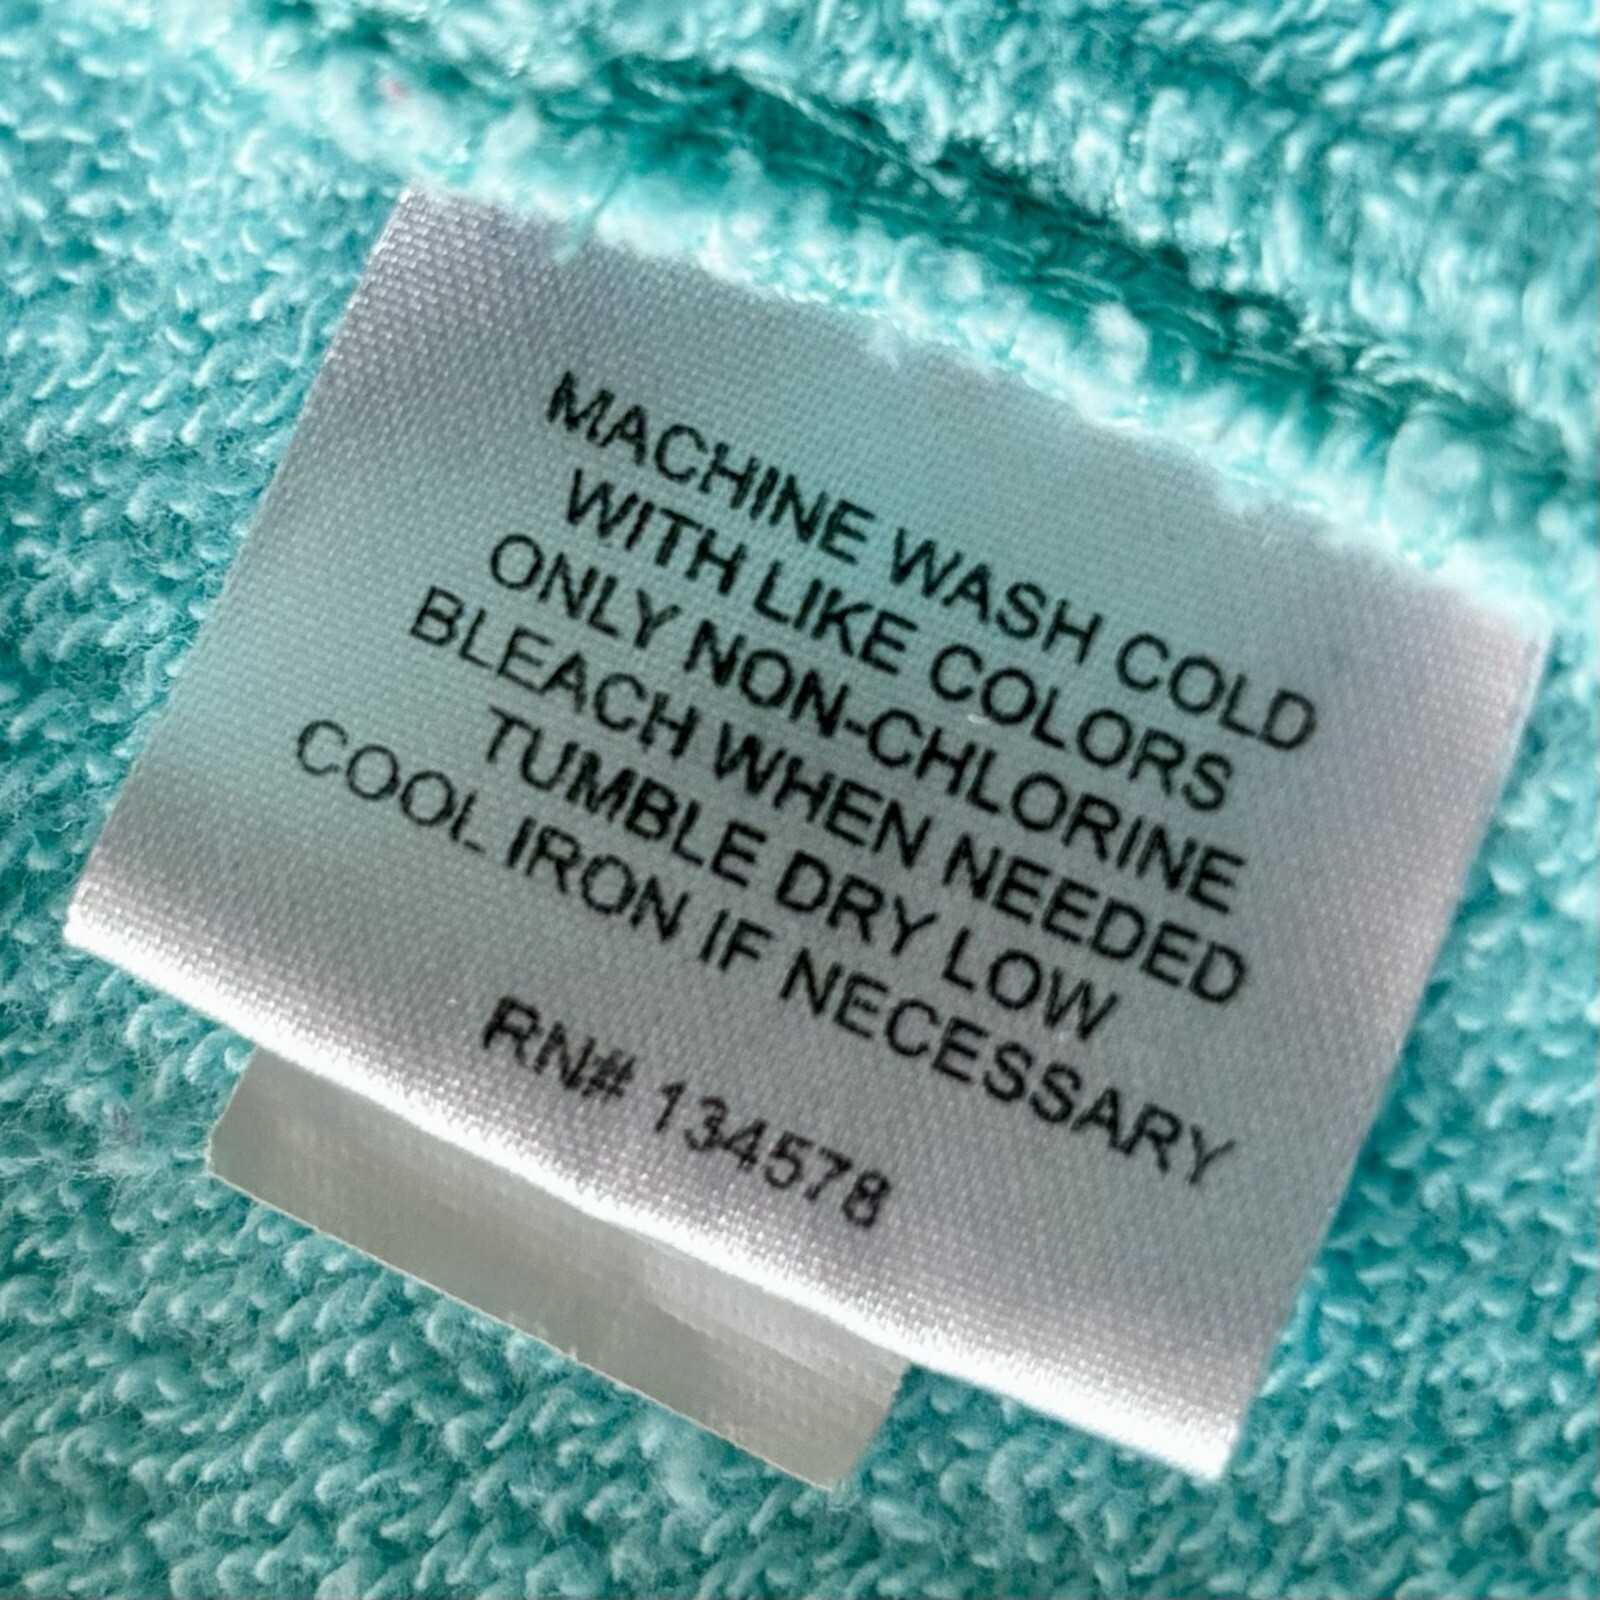 MACHINE WASH COLD
WITH LIKE COLORS
ONLY NON-CHLORINE
BLEACH WHEN NEEDED
TUMBLE DRY LOW
COOL IRON IF NECESSARY
RN# 134578